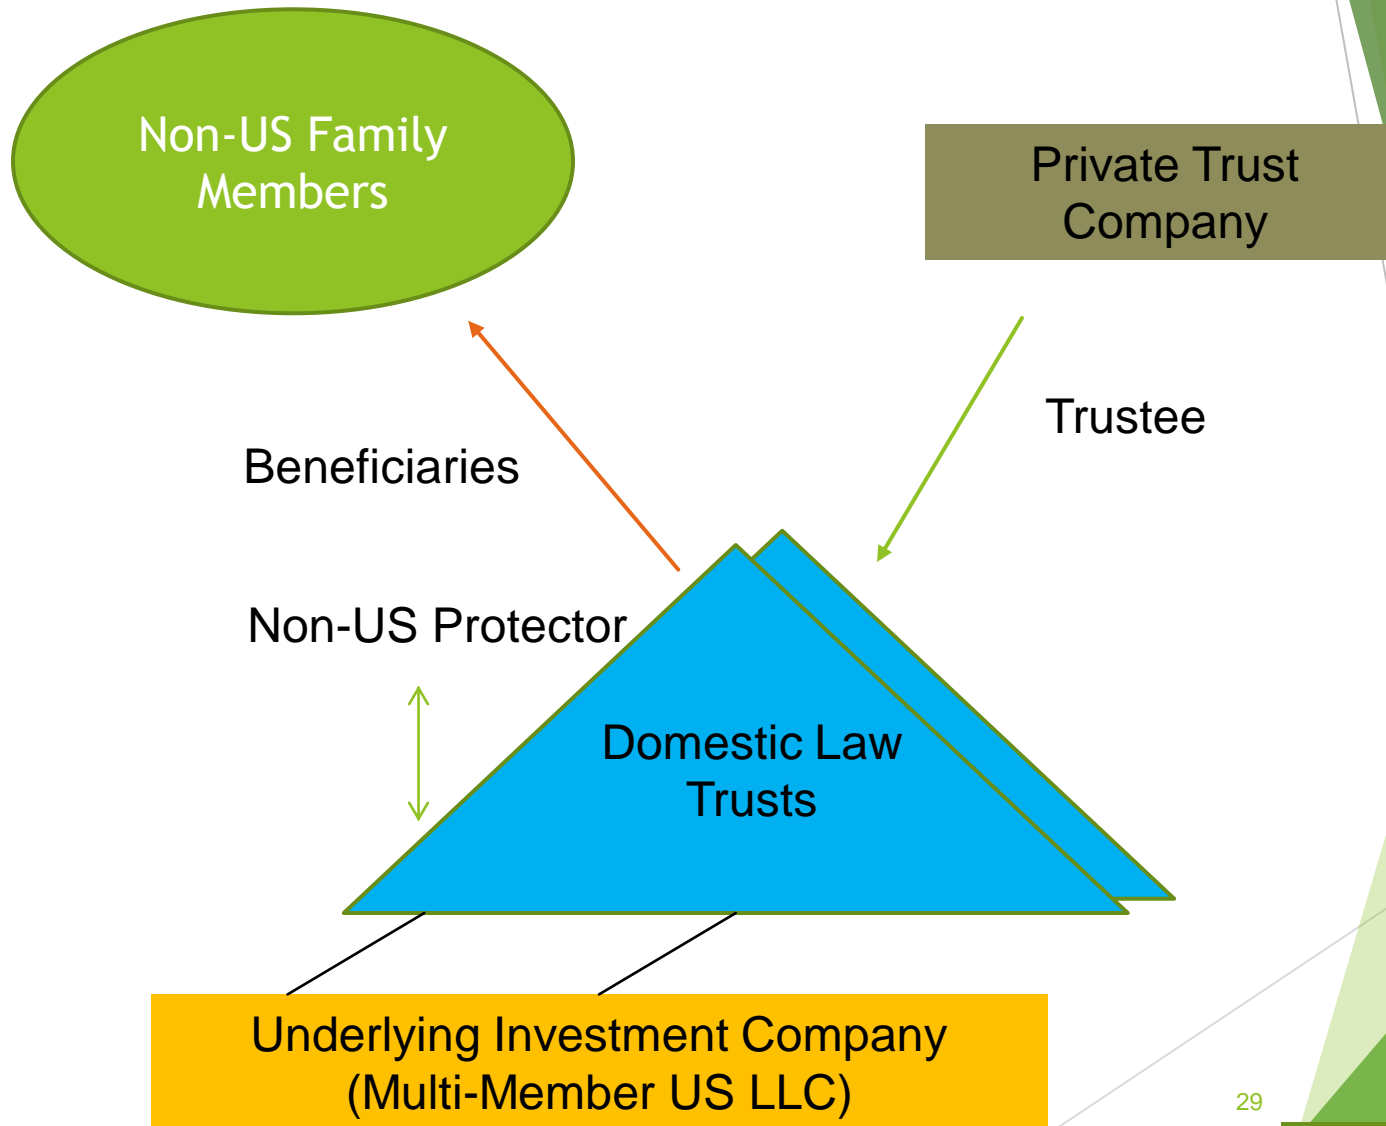 Non-US Family
Members
Private Trust
Company
Trustee
Beneficiaries
Non-US Protector
Domestic Law
Trusts
Underlying Investment Company
(Multi-Member US LLC)
29